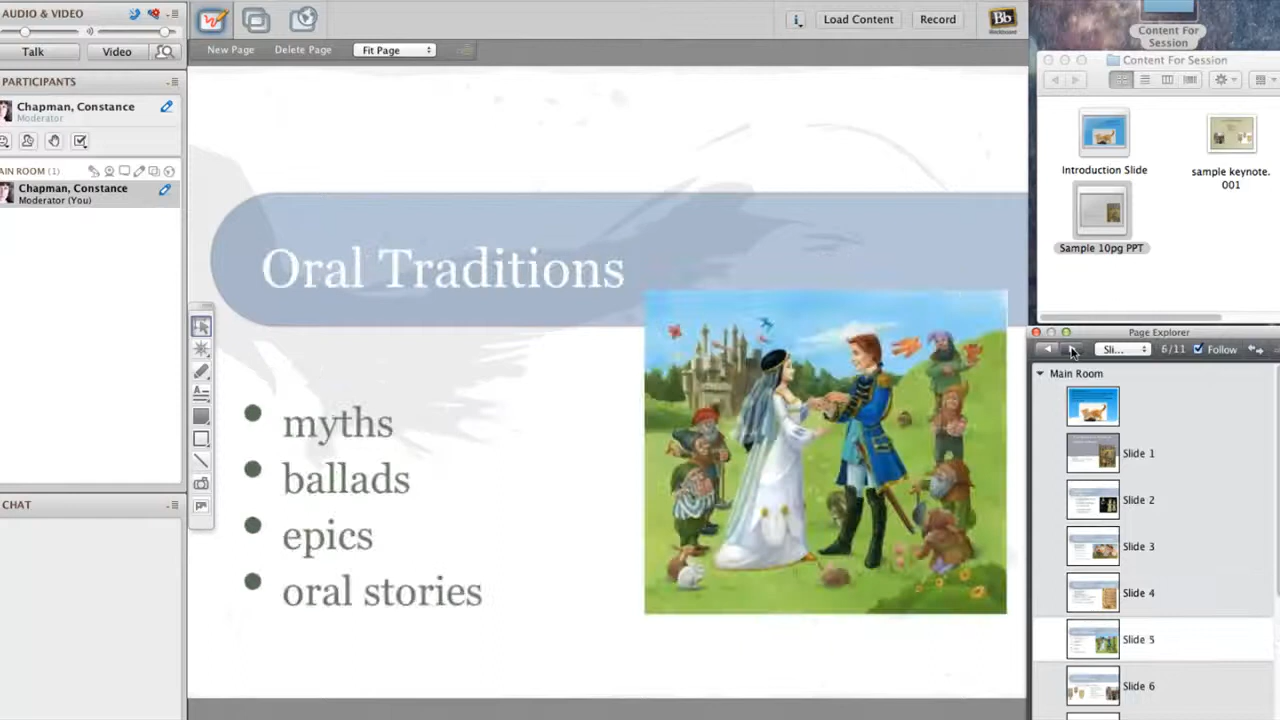 AUDIO & VIDEO
Talk
Video
PARTICIPANTS
Chapman, Constance
Moderator
AIN ROOM (1)
Chapman, Constance
Moderator (You)
CHAT
New Page
Delete Page
Fit Page
i
Load Content
Record
Bb
Blackboard
Oral Traditions
myths
ballads
epics
oral stories
Content For
Session
Content For Session
Introduction Slide
sample keynote.
001
Sample 10pg PPT
Page Explorer
Sli...
6/11
Follow
Main Room
Slide 1
Slide 2
Slide 3
Slide 4
Slide 5
Slide 6